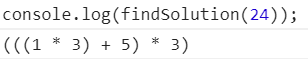 console.log(findSolution(24));
(((1 * 3) + 5) * 3)